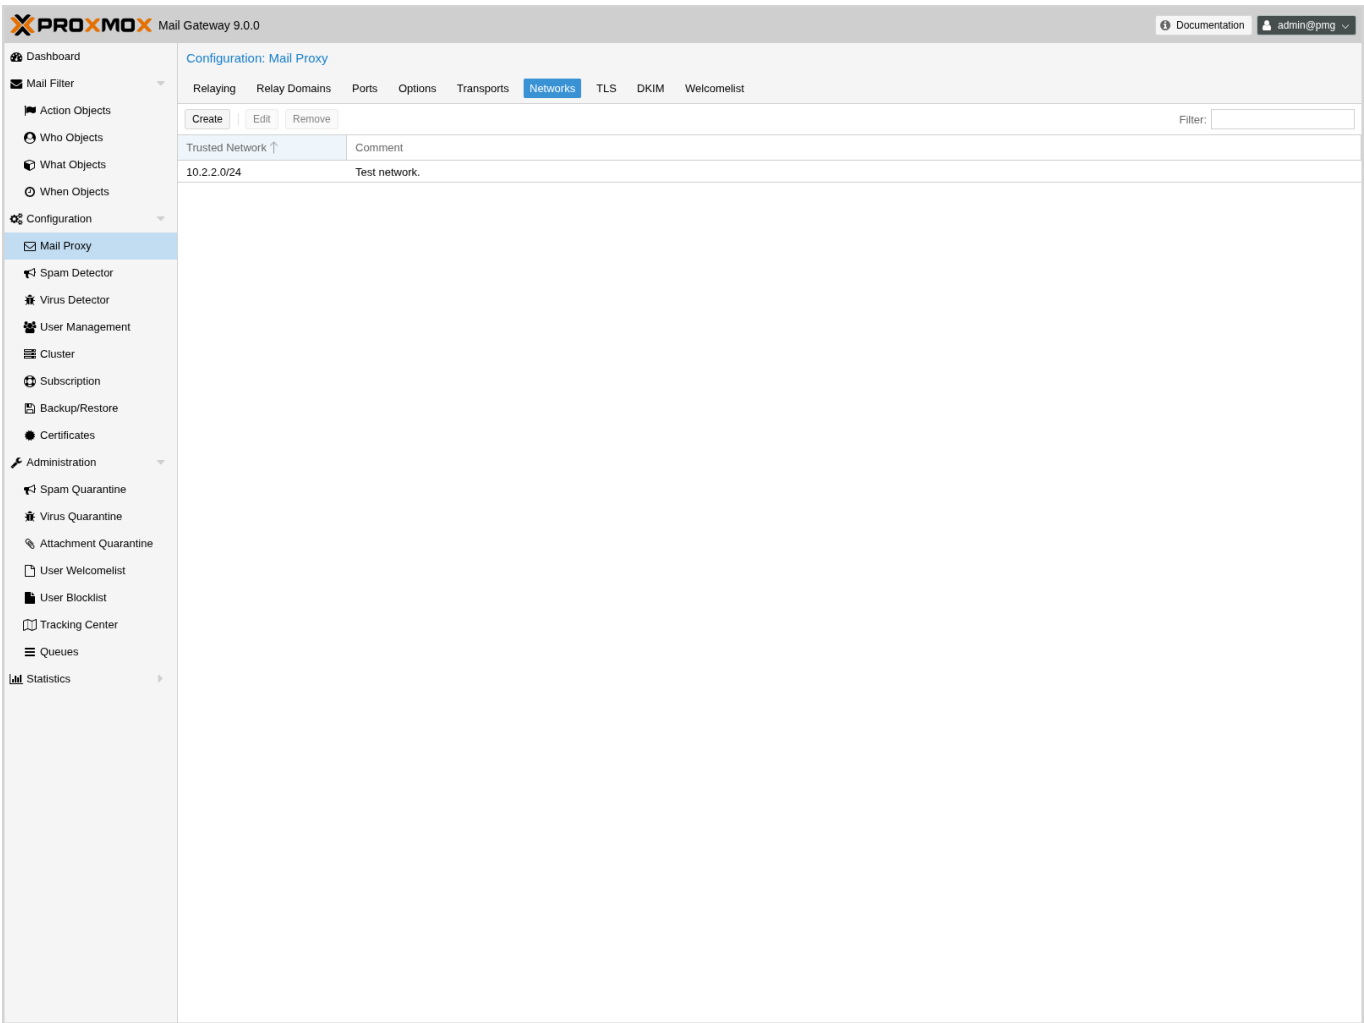 PROXMOX Mail Gateway 9.0.0 Documentation admin@pmg
Dashboard
Mail Filter
Action Objects
Who Objects
What Objects
When Objects
Configuration
Mail Proxy
Spam Detector
Virus Detector
User Management
Cluster
Subscription
Backup/Restore
Certificates
Administration
Spam Quarantine
Virus Quarantine
Attachment Quarantine
User Welcomelist
User Blocklist
Tracking Center
Queues
Statistics
Configuration: Mail Proxy
Relaying Relay Domains Ports Options Transports Networks TLS DKIM Welcomelist
Create Edit Remove Filter:
Trusted Network Comment
10.2.2.0/24 Test network.